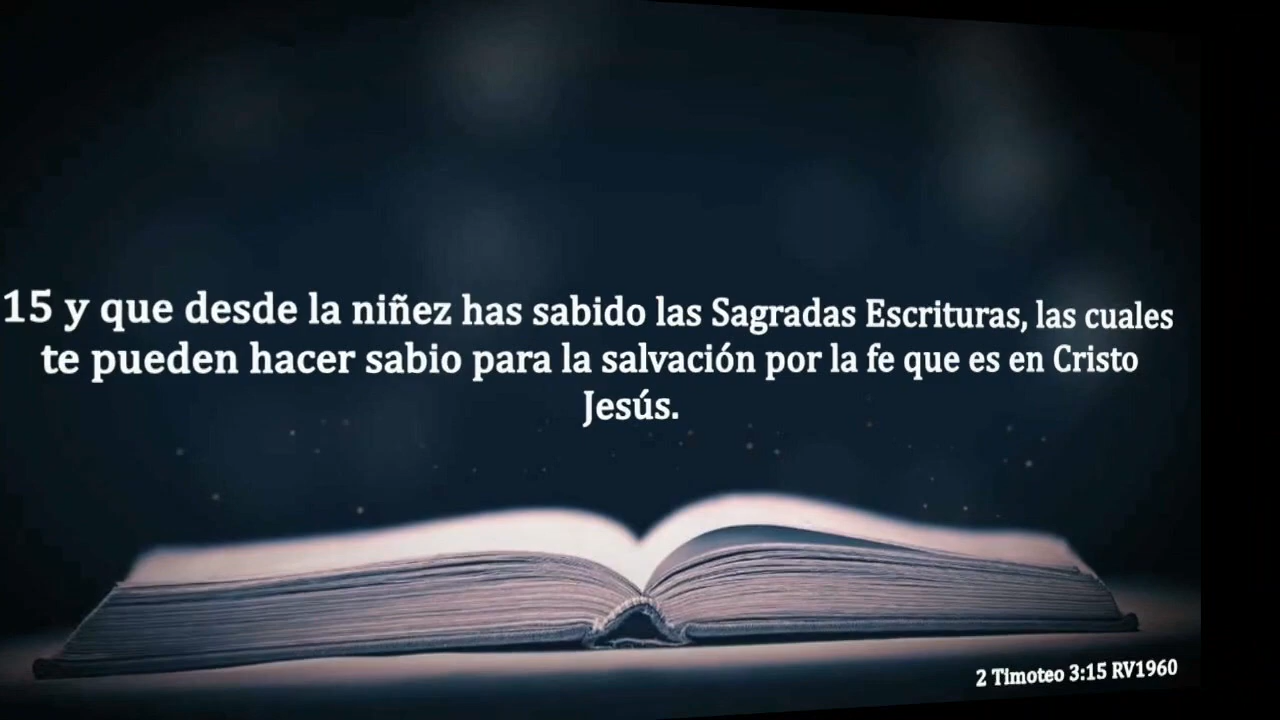 15 y que desde la niñez has sabido las Sagradas Escrituras, las cuales
te pueden hacer sabio para la salvación por la fe que es en Cristo
Jesús.
2 Timoteo 3:15 RV1960